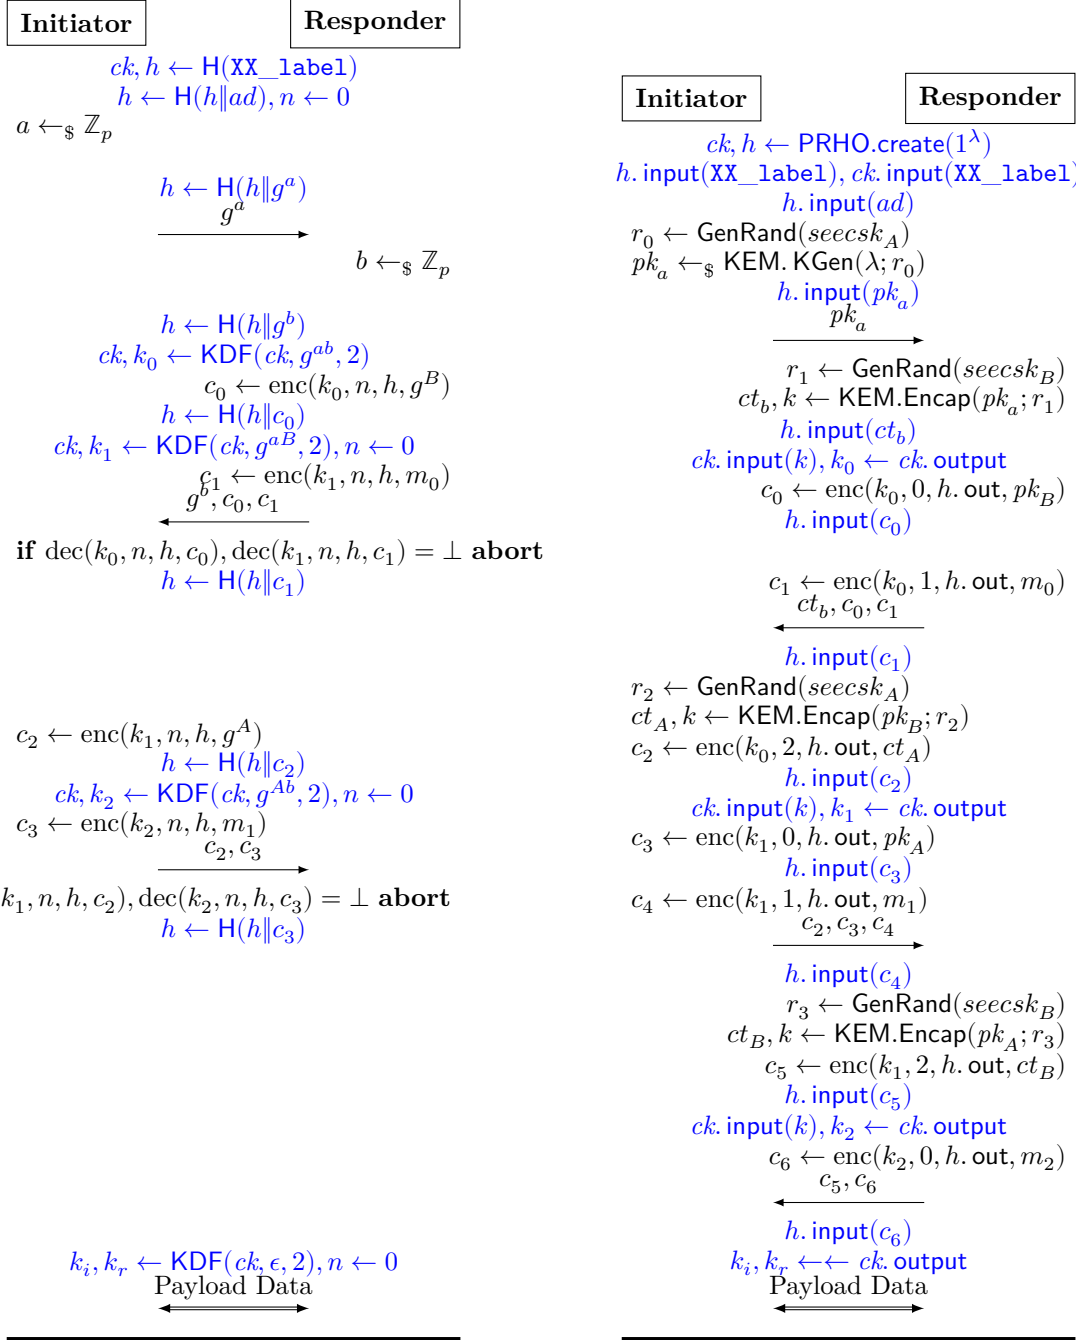 Initiator Responder
ck, h ← H(XX_label)
h ← H(h∥ad), n ← 0
a ←$ ℤp
h ← H(h∥g^a)
g^a
b ←$ ℤp
h ← H(h∥g^b)
ck, k0 ← KDF(ck, g^ab, 2)
c0 ← enc(k0, n, h, g^B)
h ← H(h∥c0)
ck, k1 ← KDF(ck, g^aB, 2), n ← 0
c1 ← enc(k1, n, h, m0)
g^b, c0, c1
if dec(k0, n, h, c0), dec(k1, n, h, c1) = ⊥ abort
h ← H(h∥c1)
c2 ← enc(k1, n, h, g^A)
h ← H(h∥c2)
ck, k2 ← KDF(ck, g^Ab, 2), n ← 0
c3 ← enc(k2, n, h, m1)
c2, c3
k1, n, h, c2), dec(k2, n, h, c3) = ⊥ abort
h ← H(h∥c3)
ki, kr ← KDF(ck, ϵ, 2), n ← 0
Payload Data
Initiator Responder
ck, h ← PRHO.create(1^λ)
h. input(XX_label), ck. input(XX_label)
h. input(ad)
r0 ← GenRand(seecskA)
pka ←$ KEM. KGen(λ; r0)
h. input(pka)
pka
r1 ← GenRand(seecskB)
ctb, k ← KEM.Encap(pka; r1)
h. input(ctb)
ck. input(k), k0 ← ck. output
c0 ← enc(k0, 0, h. out, pkB)
h. input(c0)
c1 ← enc(k0, 1, h. out, m0)
ctb, c0, c1
h. input(c1)
r2 ← GenRand(seecskA)
ctA, k ← KEM.Encap(pkB; r2)
c2 ← enc(k0, 2, h. out, ctA)
h. input(c2)
ck. input(k), k1 ← ck. output
c3 ← enc(k1, 0, h. out, pkA)
h. input(c3)
c4 ← enc(k1, 1, h. out, m1)
c2, c3, c4
h. input(c4)
r3 ← GenRand(seecskB)
ctB, k ← KEM.Encap(pkA; r3)
c5 ← enc(k1, 2, h. out, ctB)
h. input(c5)
ck. input(k), k2 ← ck. output
c6 ← enc(k2, 0, h. out, m2)
c5, c6
h. input(c6)
ki, kr ←← ck. output
Payload Data